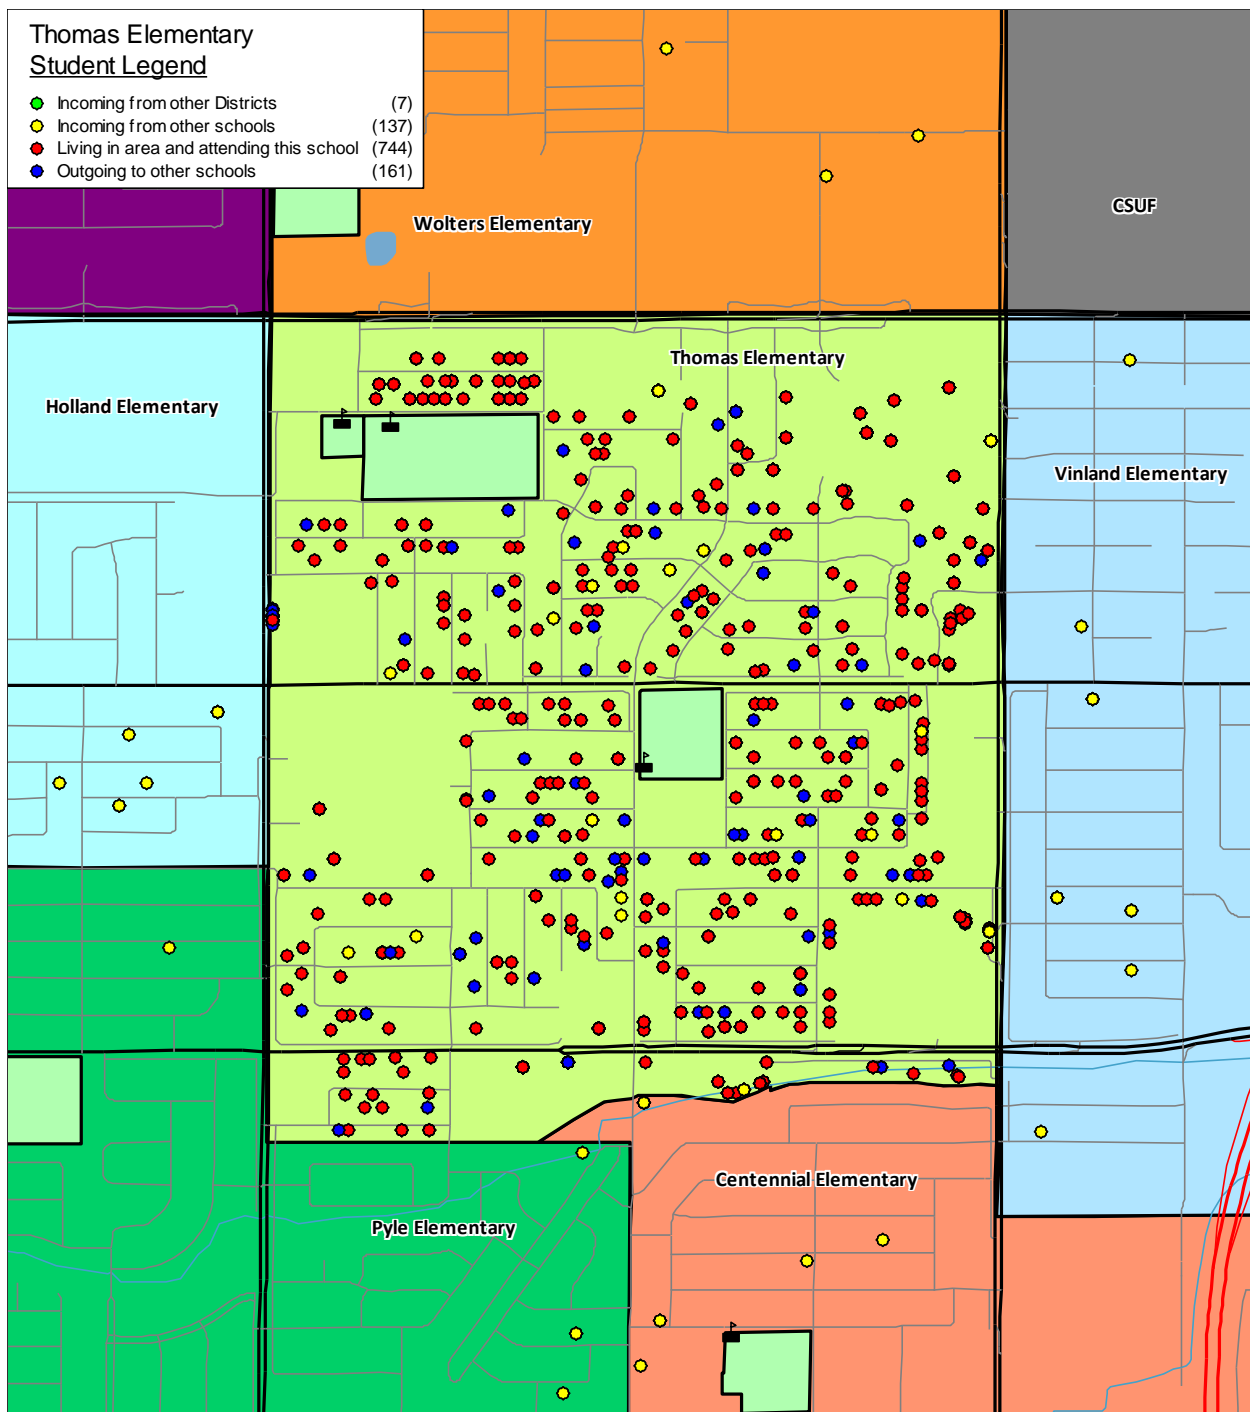 Thomas Elementary
Student Legend
Incoming from other Districts (7)
Incoming from other schools (137)
Living in area and attending this school (744)
Outgoing to other schools (161)
CSUF
Wolters Elementary
Thomas Elementary
Holland Elementary
Vinland Elementary
Centennial Elementary
Pyle Elementary